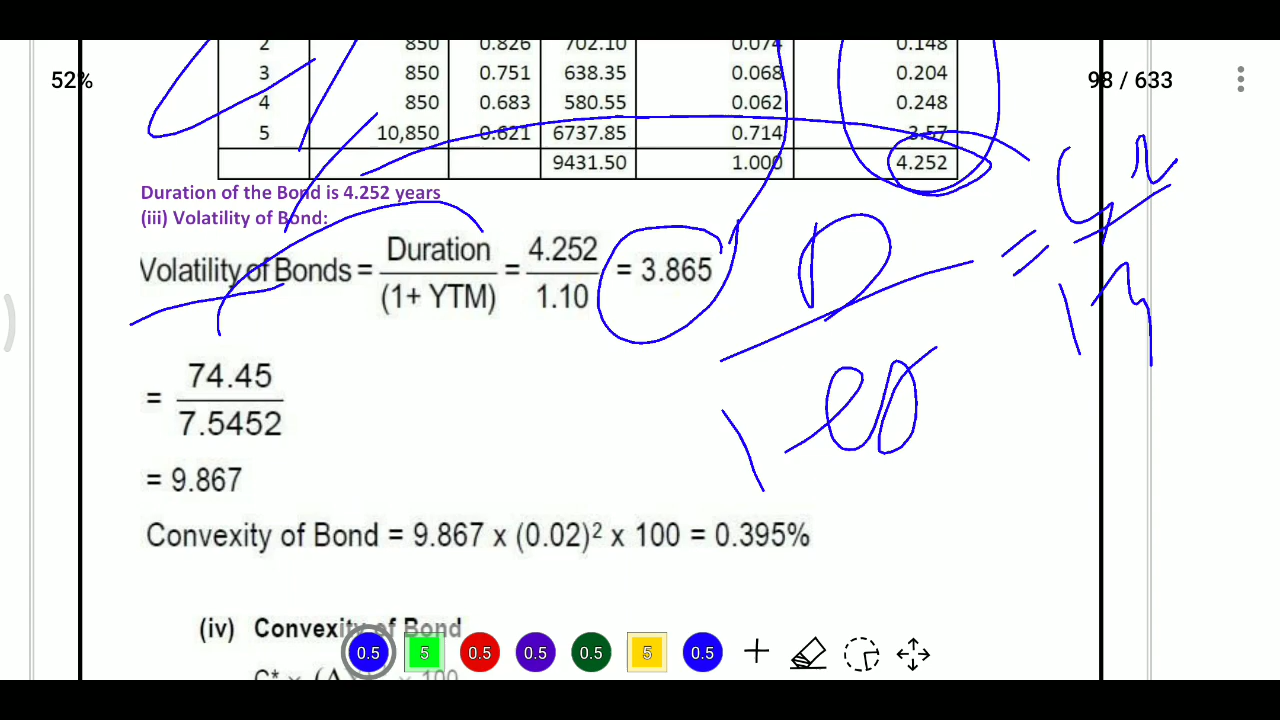 2 850 0.826 702.10 0.074 0.148
52% 3 850 0.751 638.35 0.068 0.204 98 / 633
4 850 0.683 580.55 0.062 0.248
5 10,850 0.621 6737.85 0.714 3.57
9431.50 1.000 4.252
Duration of the Bond is 4.252 years
(iii) Volatility of Bond:
Volatility of Bonds = Duration / (1+ YTM) = 4.252 / 1.10 = 3.865
= 74.45 / 7.5452
= 9.867
Convexity of Bond = 9.867 x (0.02)² x 100 = 0.395%
(iv) Convexity of Bond
0.5 5 0.5 0.5 0.5 5 0.5